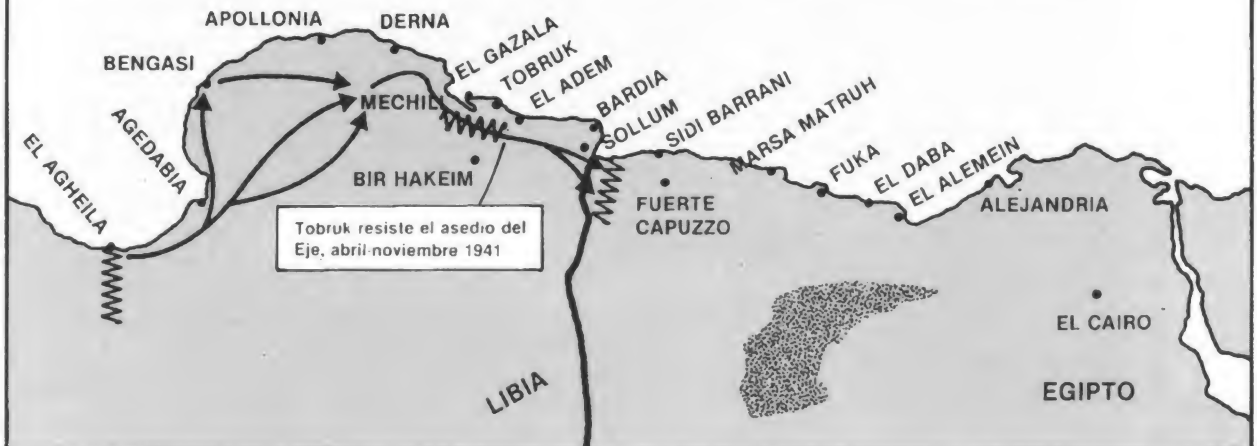 APOLLONIA
DERNA
BENGASI
EL GAZALA
TOBRUK
EL ADEM
MECHILI
BARDIA
SOLLUM
SIDI BARRANI
AGEDABIA
MARSA MATRUH
EL AGHEILA
BIR HAKEIM
FUERTE
CAPUZZO
FUKA
EL DABA
EL ALEMEIN
ALEJANDRIA
Tobruk resiste el asedio del
Eje, abril-noviembre 1941
EL CAIRO
LIBIA
EGIPTO